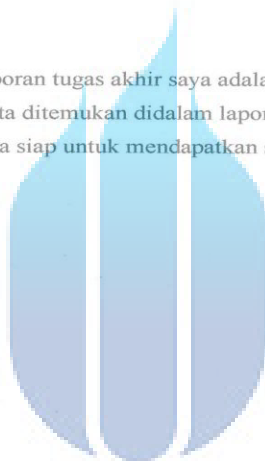 poran tugas akhir saya adala
ta ditemukan didalam lapor
a siap untuk mendapatkan